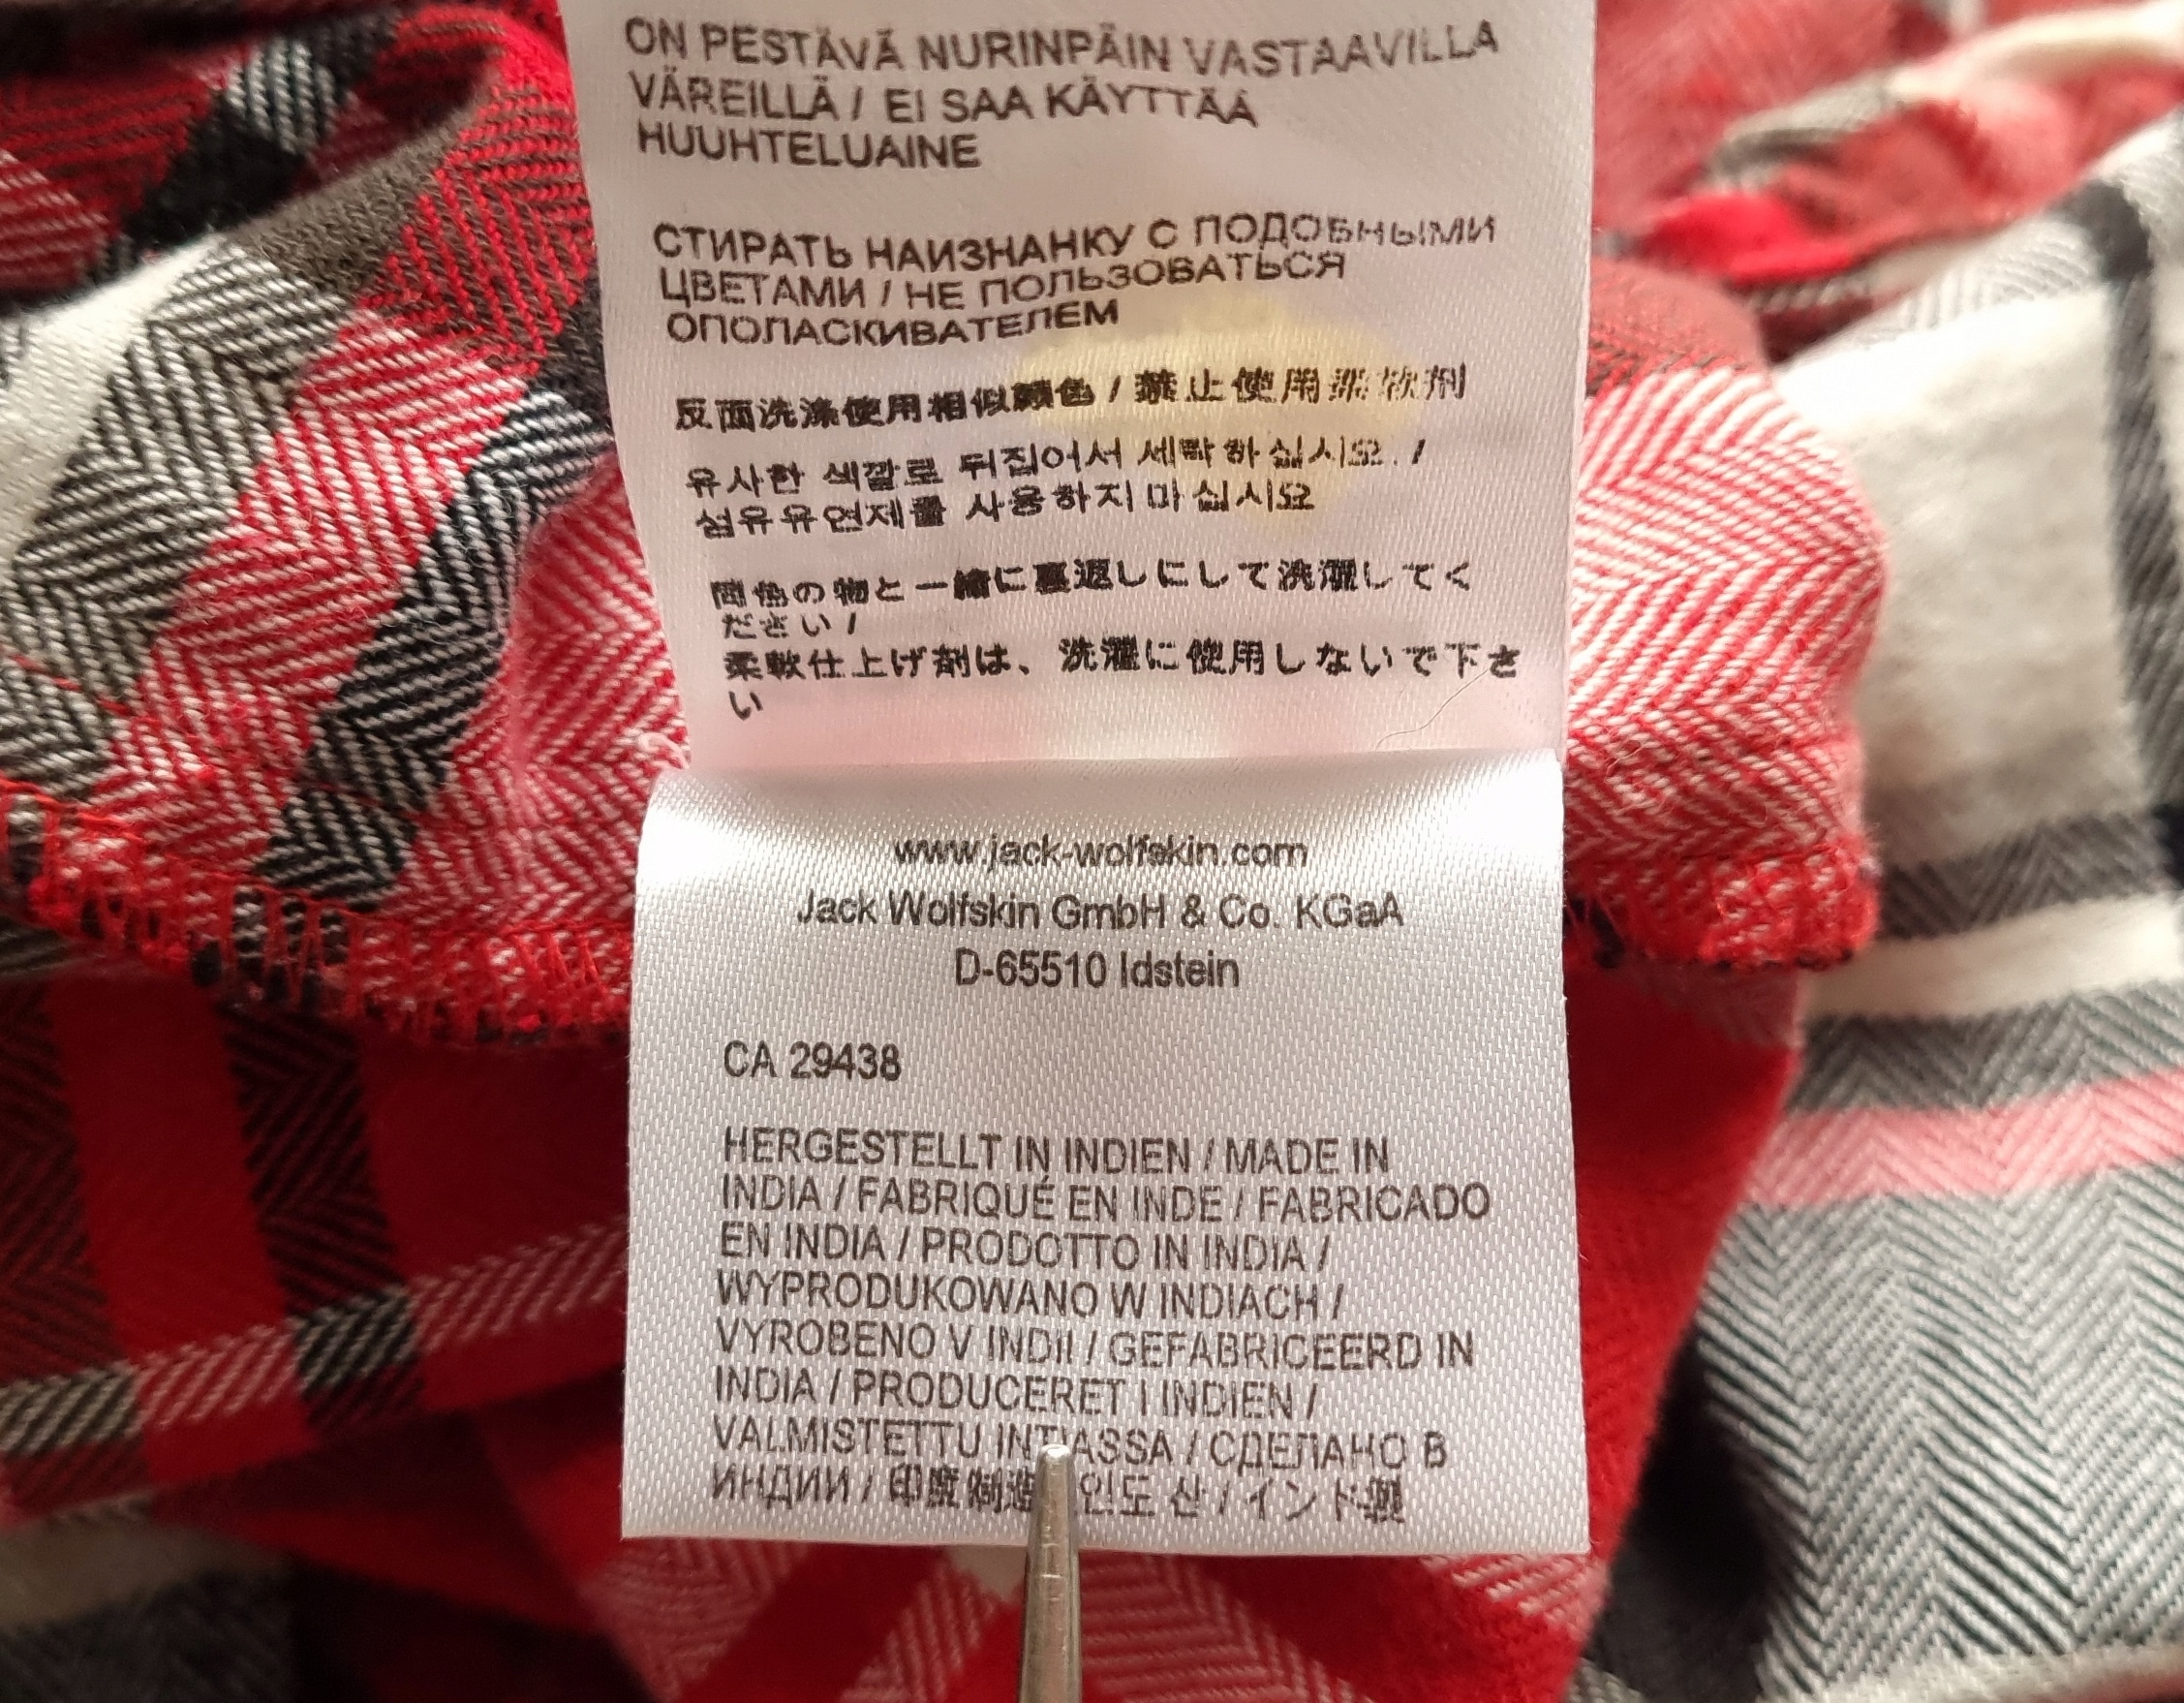 ON PESTÄVÄ NURINPÄIN VASTAAVILLA
VÄREILLÄ / EI SAA KÄYTTÄÄ
HUUHTELUAINE
СТИРАТЬ НАИЗНАНКУ С ПОДОБНЫМИ
ЦВЕТАМИ / НЕ ПОЛЬЗОВАТЬСЯ
ОПОЛАСКИВАТЕЛЕМ
反面洗涤使用相似颜色 / 禁止使用柔软剂
유사한 색깔로 뒤집어서 세탁하십시요. /
섬유유연제를 사용하지 마십시요
同色の物と一緒に裏返しにして洗濯してく
ださい /
柔軟仕上げ剤は、洗濯に使用しないで下さ
い
www.jack-wolfskin.com
Jack Wolfskin GmbH & Co. KGaA
D-65510 Idstein
CA 29438
HERGESTELLT IN INDIEN / MADE IN
INDIA / FABRIQUÉ EN INDE / FABRICADO
EN INDIA / PRODOTTO IN INDIA /
WYPRODUKOWANO W INDIACH /
VYROBENO V INDII / GEFABRICEERD IN
INDIA / PRODUCERET I INDIEN /
VALMISTETTU INTIASSA / СДЕЛАНО В
ИНДИИ / 印度制造 인도 산 / インド製